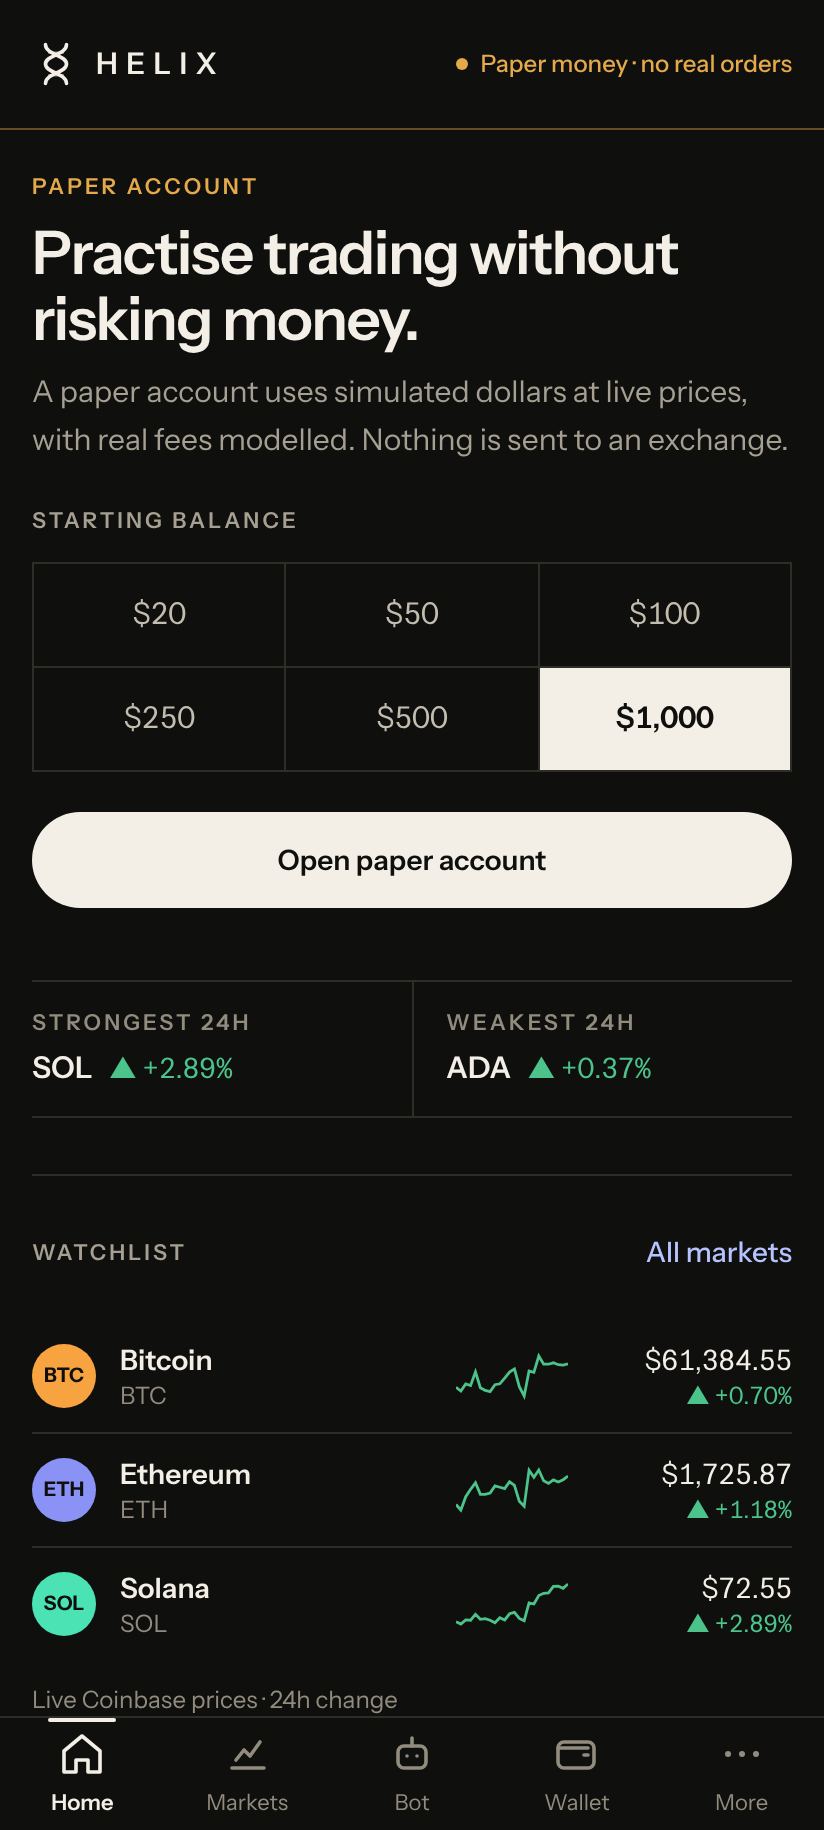 HELIX
Paper money · no real orders
PAPER ACCOUNT
Practise trading without
risking money.
A paper account uses simulated dollars at live prices,
with real fees modelled. Nothing is sent to an exchange.
STARTING BALANCE
$20 $50 $100
$250 $500 $1,000
Open paper account
STRONGEST 24H
SOL ▲ +2.89%
WEAKEST 24H
ADA ▲ +0.37%
WATCHLIST
All markets
BTC
Bitcoin
BTC
$61,384.55
▲ +0.70%
ETH
Ethereum
ETH
$1,725.87
▲ +1.18%
SOL
Solana
SOL
$72.55
▲ +2.89%
Live Coinbase prices · 24h change
Home Markets Bot Wallet More